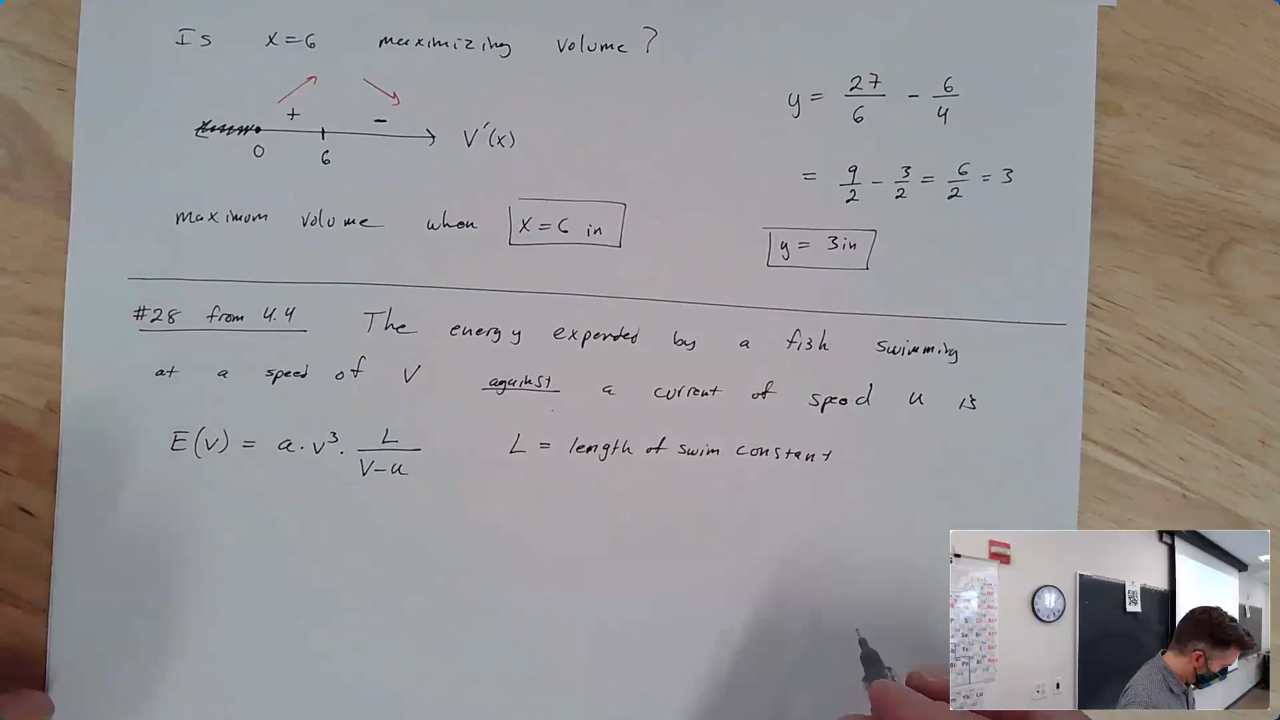 Is x=6 maximizing volume?
+ -
0 6 V'(x)
maximum volume when x=6 in
y = 27/6 - 6/4
= 9/2 - 3/2 = 6/2 = 3
y = 3in
#28 from 4.4 The energy expended by a fish swimming
at a speed of V against a current of speed u is
E(v) = a·v³· L/(V-u) L = length of swim constant